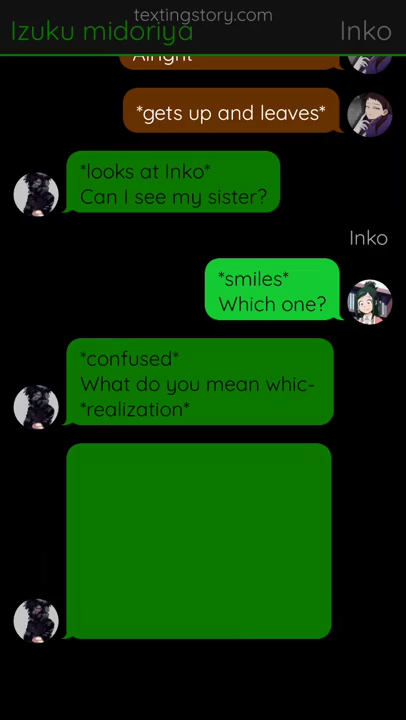 textingstory.com
Izuku midoriya
Inko
Alright
*gets up and leaves*
*looks at Inko*
Can I see my sister?
Inko
*smiles*
Which one?
*confused*
What do you mean whic-
*realization*